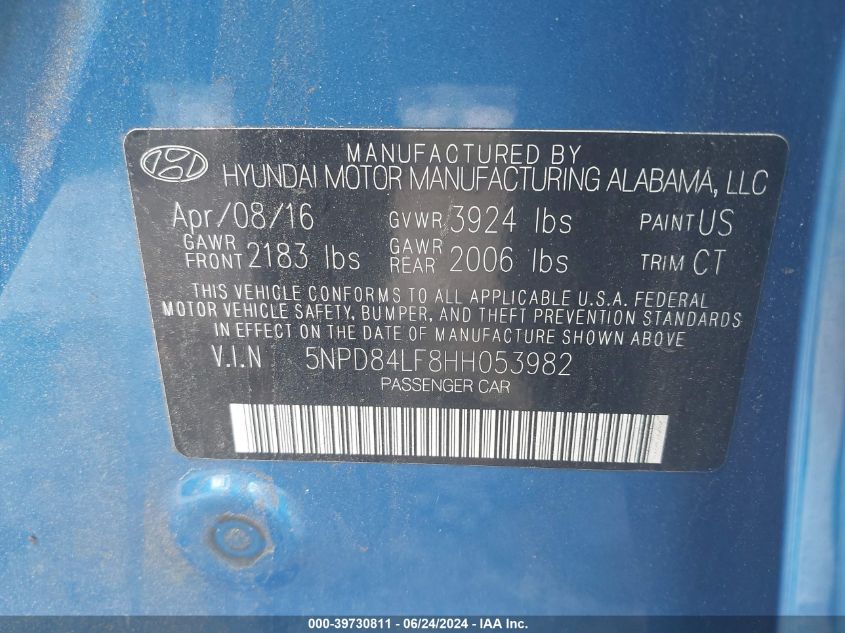 MANUFACTURED BY
HYUNDAI MOTOR MANUFACTURING ALABAMA, LLC
Apr/08/16 GVWR 3924 lbs PAINT US
GAWR FRONT 2183 lbs GAWR REAR 2006 lbs TRIM CT
THIS VEHICLE CONFORMS TO ALL APPLICABLE U.S.A. FEDERAL
MOTOR VEHICLE SAFETY, BUMPER, AND THEFT PREVENTION STANDARDS
IN EFFECT ON THE DATE OF MANUFACTURE SHOWN ABOVE
V.I.N 5NPD84LF8HH053982
PASSENGER CAR
000-39730811 - 06/24/2024 - IAA Inc.